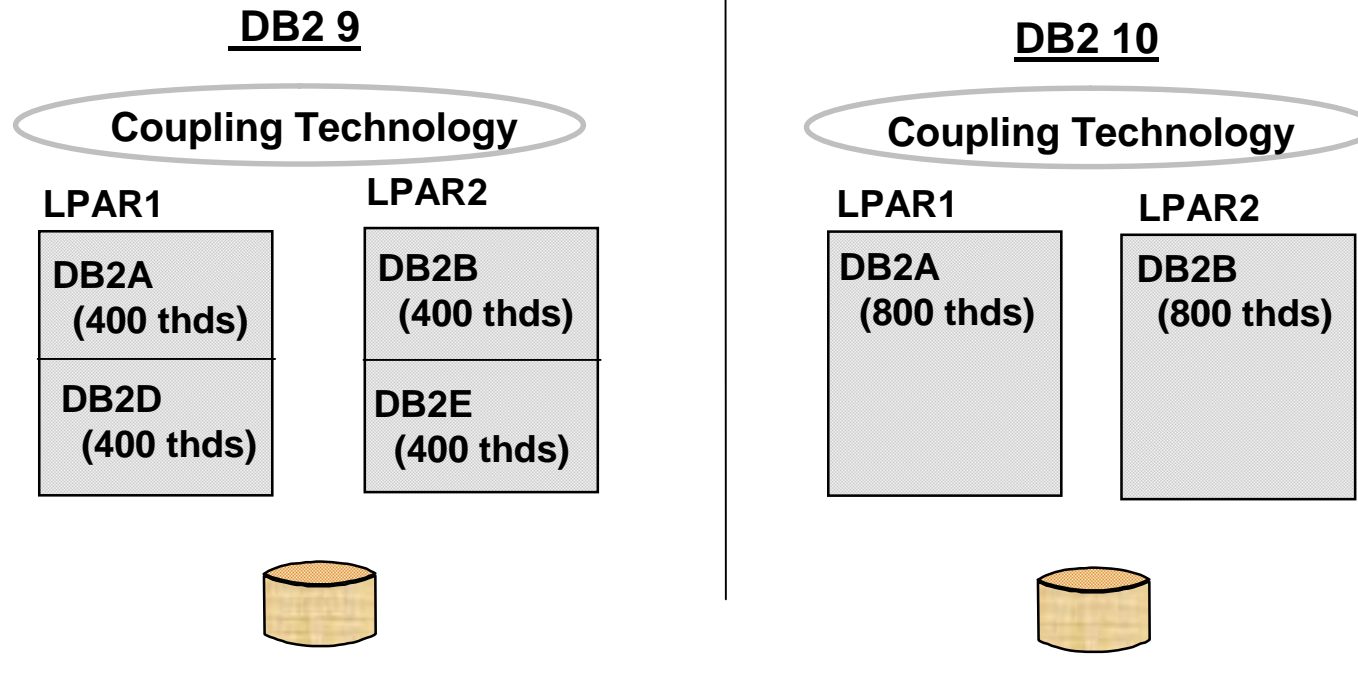 DB2 9
Coupling Technology
LPAR1
LPAR2
DB2A
(400 thds)
DB2D
(400 thds)
DB2B
(400 thds)
DB2E
(400 thds)
DB2 10
Coupling Technology
LPAR1
LPAR2
DB2A
(800 thds)
DB2B
(800 thds)